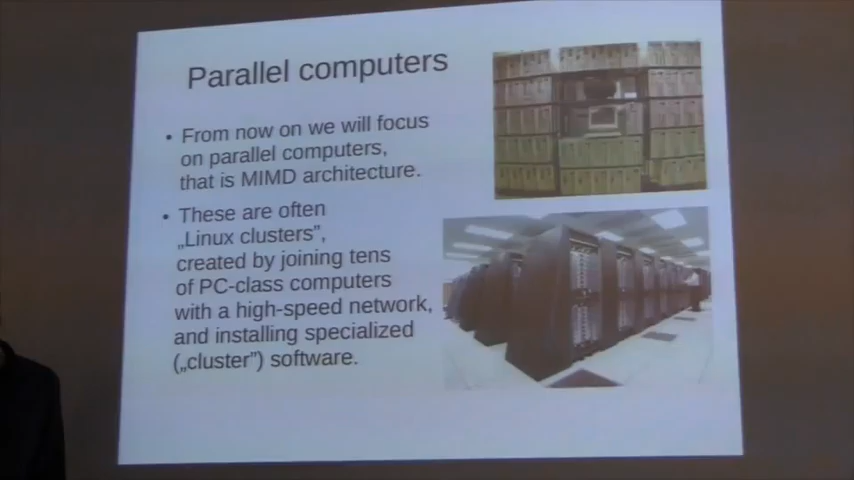 Parallel computers
• From now on we will focus
on parallel computers,
that is MIMD architecture.
• These are often
„Linux clusters”,
created by joining tens
of PC-class computers
with a high-speed network,
and installing specialized
(„cluster”) software.